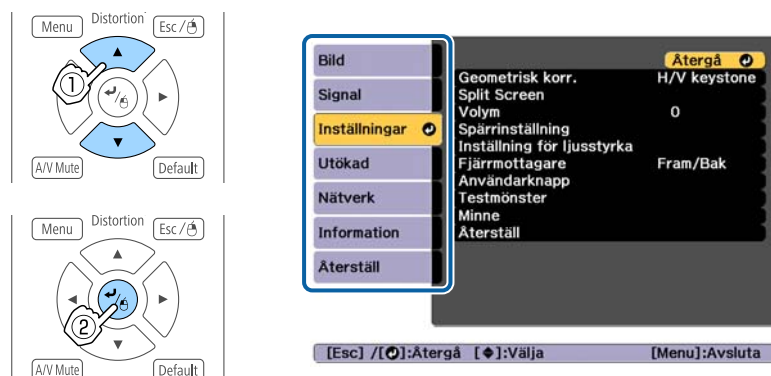 Menu
Distortion
Esc /
1
A/V Mute
Default
Menu
Distortion
Esc /
2
A/V Mute
Default
Bild
Signal
Inställningar
Utökad
Nätverk
Information
Återställ
Återgå
Geometrisk korr. H/V keystone
Split Screen
Volym 0
Spärrinställning
Inställning för ljusstyrka
Fjärrmottagare Fram/Bak
Användarknapp
Testmönster
Minne
Återställ
[Esc] /[ ]:Återgå [ ]:Välja [Menu]:Avsluta